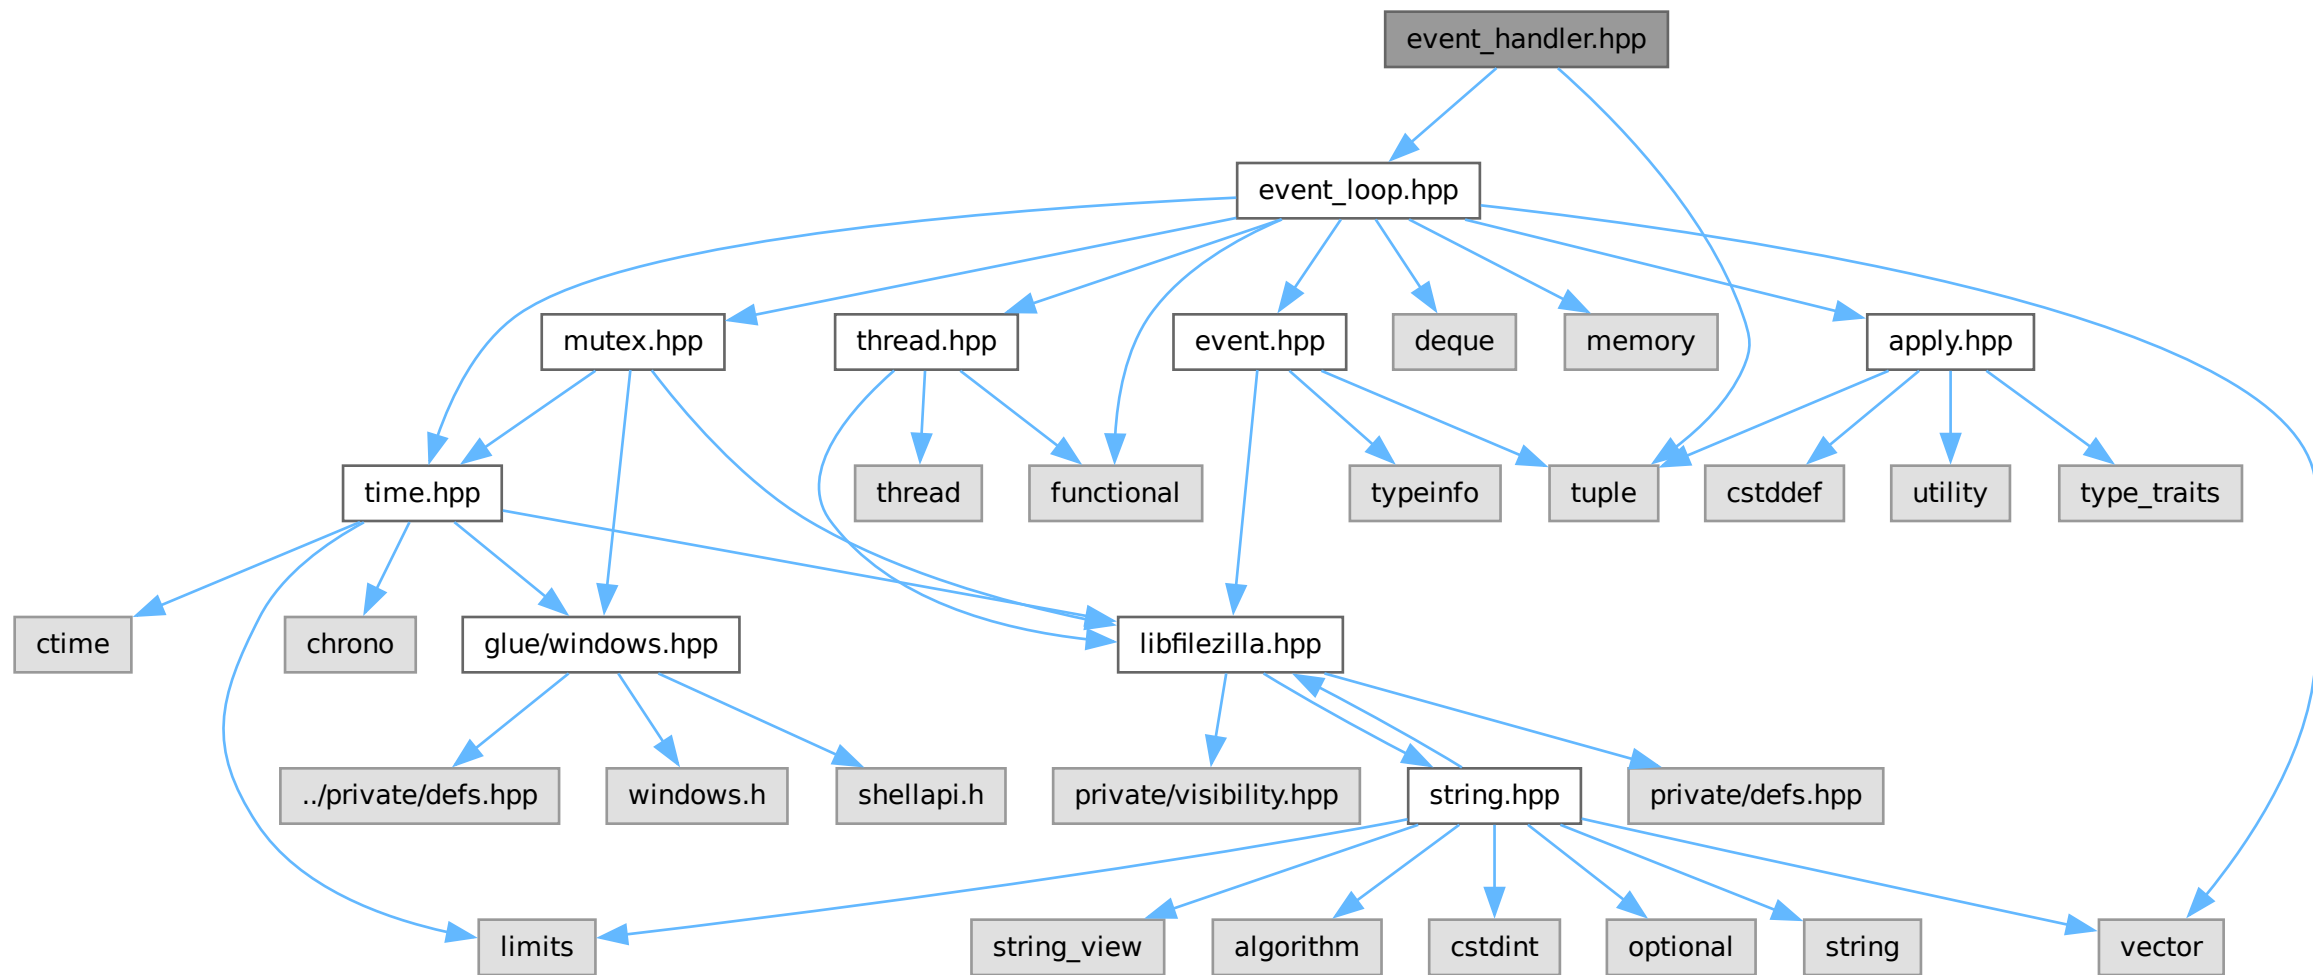 event_handler.hpp
event_loop.hpp
mutex.hpp
thread.hpp
event.hpp
deque
memory
apply.hpp
time.hpp
thread
functional
typeinfo
tuple
cstddef
utility
type_traits
ctime
chrono
glue/windows.hpp
libfilezilla.hpp
../private/defs.hpp
windows.h
shellapi.h
private/visibility.hpp
string.hpp
private/defs.hpp
limits
string_view
algorithm
cstdint
optional
string
vector